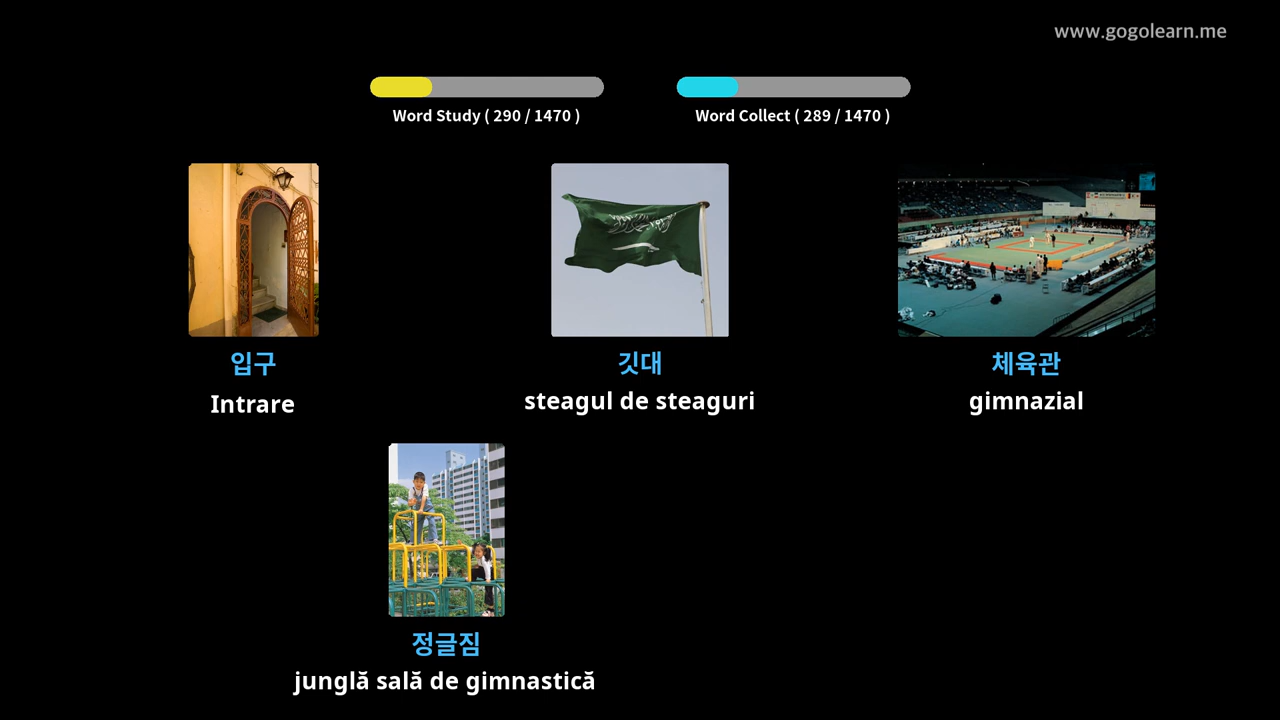 www.gogolearn.me
Word Study ( 290 / 1470 )
Word Collect ( 289 / 1470 )
입구
Intrare
깃대
steagul de steaguri
체육관
gimnazial
정글짐
junglă sală de gimnastică